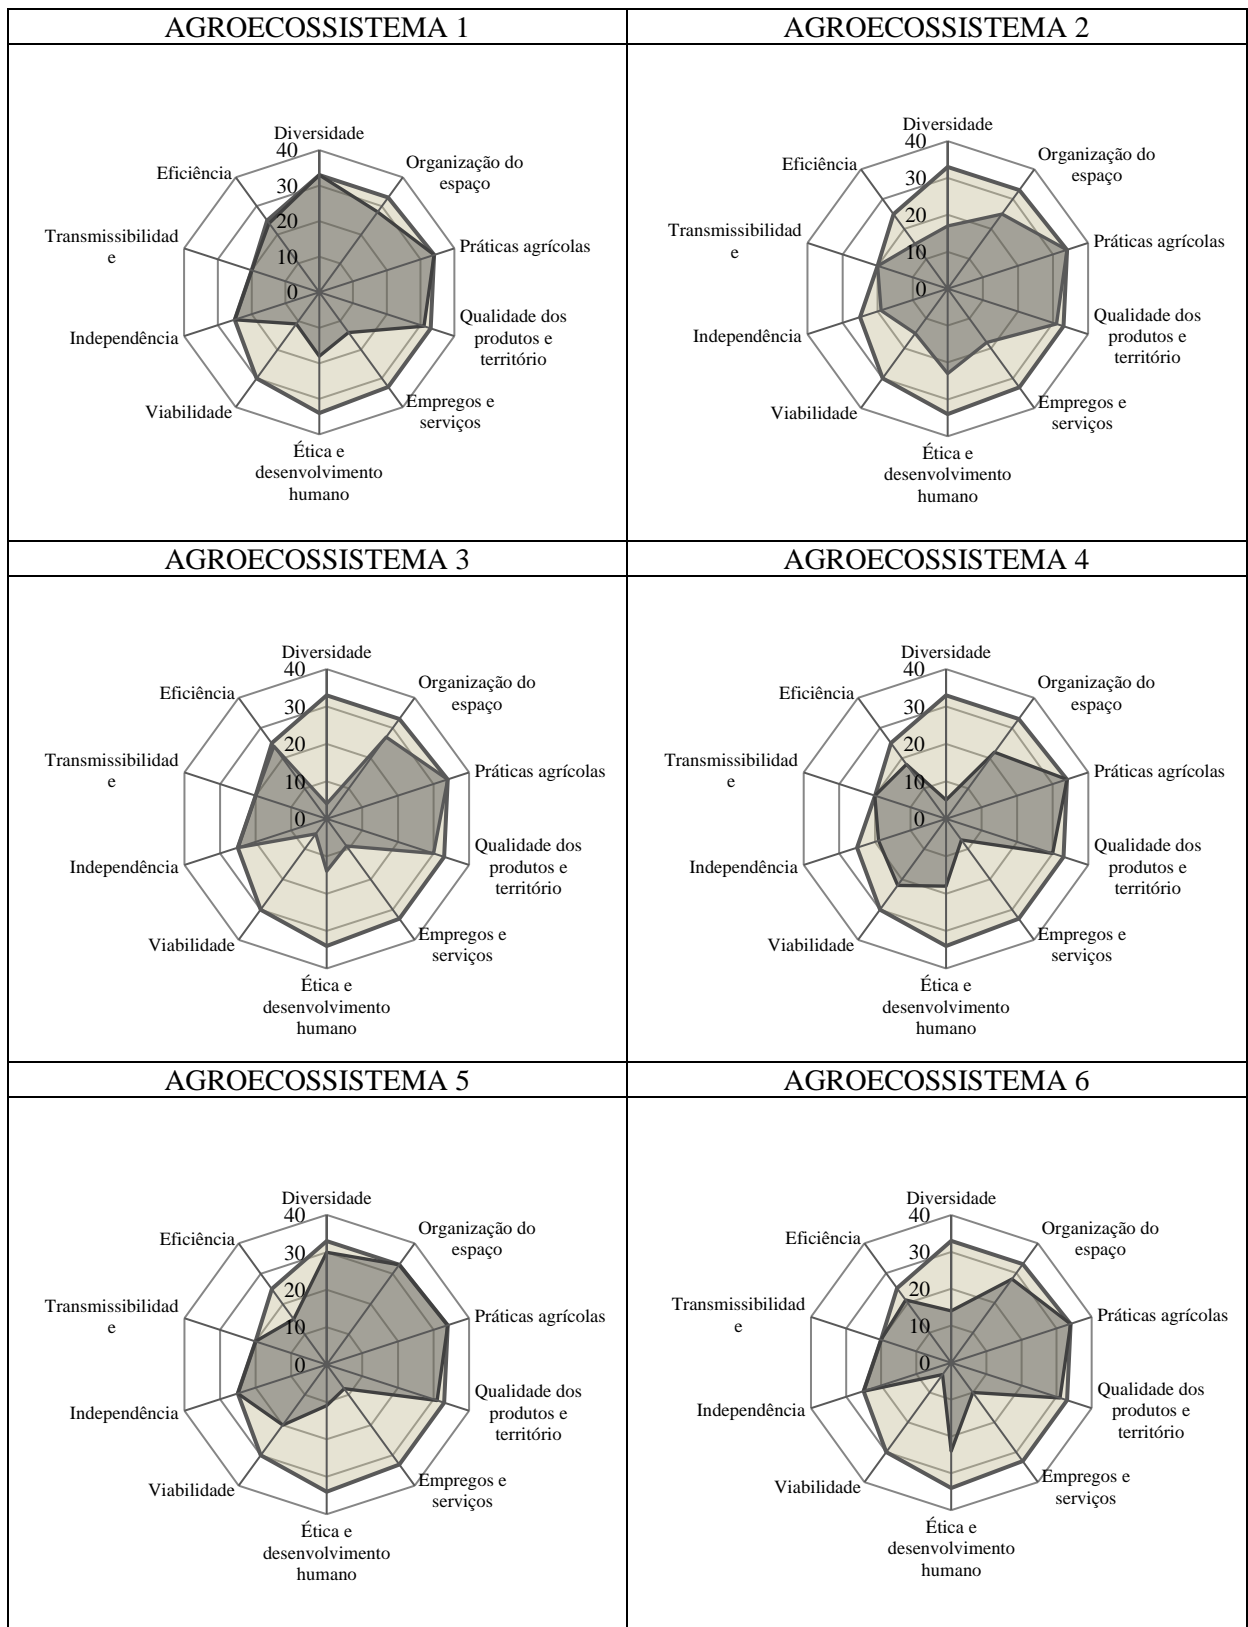 AGROECOSSISTEMA 1
AGROECOSSISTEMA 2
Diversidade
40
30
20
10
0
Organização do
espaço
Práticas agrícolas
Qualidade dos
produtos e
território
Empregos e
serviços
Ética e
desenvolvimento
humano
Viabilidade
Independência
Transmissibilidad
e
Eficiência
Diversidade
40
30
20
10
0
Organização do
espaço
Práticas agrícolas
Qualidade dos
produtos e
território
Empregos e
serviços
Ética e
desenvolvimento
humano
Viabilidade
Independência
Transmissibilidad
e
Eficiência
AGROECOSSISTEMA 3
AGROECOSSISTEMA 4
Diversidade
40
30
20
10
0
Organização do
espaço
Práticas agrícolas
Qualidade dos
produtos e
território
Empregos e
serviços
Ética e
desenvolvimento
humano
Viabilidade
Independência
Transmissibilidad
e
Eficiência
Diversidade
40
30
20
10
0
Organização do
espaço
Práticas agrícolas
Qualidade dos
produtos e
território
Empregos e
serviços
Ética e
desenvolvimento
humano
Viabilidade
Independência
Transmissibilidad
e
Eficiência
AGROECOSSISTEMA 5
AGROECOSSISTEMA 6
Diversidade
40
30
20
10
0
Organização do
espaço
Práticas agrícolas
Qualidade dos
produtos e
território
Empregos e
serviços
Ética e
desenvolvimento
humano
Viabilidade
Independência
Transmissibilidad
e
Eficiência
Diversidade
40
30
20
10
0
Organização do
espaço
Práticas agrícolas
Qualidade dos
produtos e
território
Empregos e
serviços
Ética e
desenvolvimento
humano
Viabilidade
Independência
Transmissibilidad
e
Eficiência